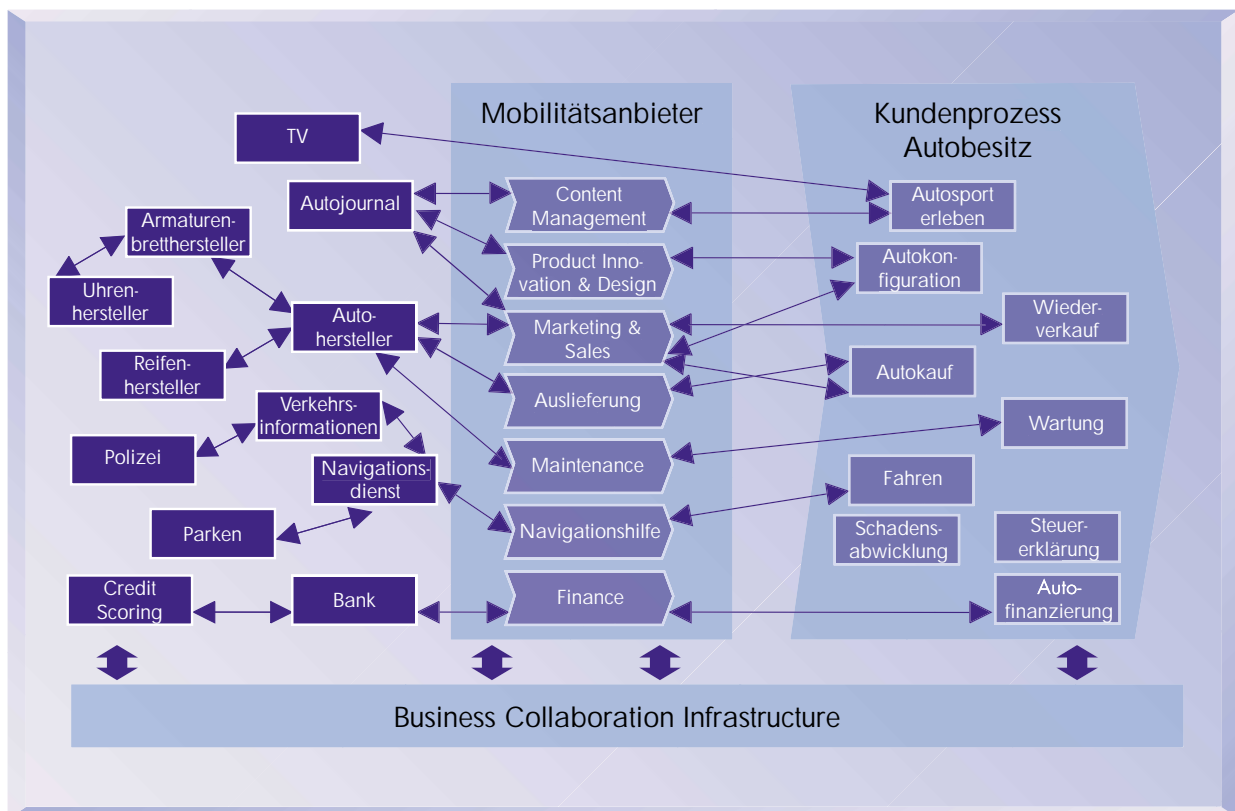 Mobilitätsanbieter
Kundenprozess
Autobesitz
TV
Autojournal
Armaturen-
bretthersteller
Uhren-
hersteller
Auto-
hersteller
Reifen-
hersteller
Verkehrs-
informationen
Polizei
Navigations-
dienst
Parken
Credit
Scoring
Bank
Content
Management
Product Inno-
vation & Design
Marketing &
Sales
Auslieferung
Maintenance
Navigationshilfe
Finance
Autosport
erleben
Autokon-
figuration
Wieder-
verkauf
Autokauf
Wartung
Fahren
Schadens-
abwicklung
Steuer-
erklärung
Auto-
finanzierung
Business Collaboration Infrastructure